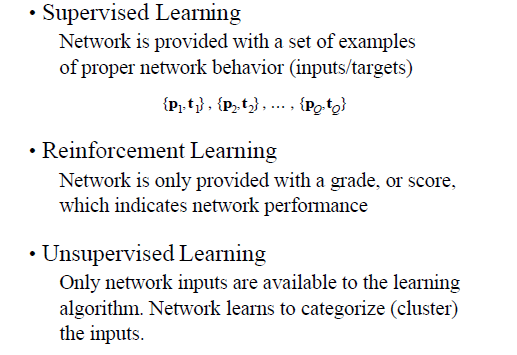 • Supervised Learning
Network is provided with a set of examples
of proper network behavior (inputs/targets)
{p1,t1} , {p2,t2} , … , {pQ,tQ}
• Reinforcement Learning
Network is only provided with a grade, or score,
which indicates network performance
• Unsupervised Learning
Only network inputs are available to the learning
algorithm. Network learns to categorize (cluster)
the inputs.